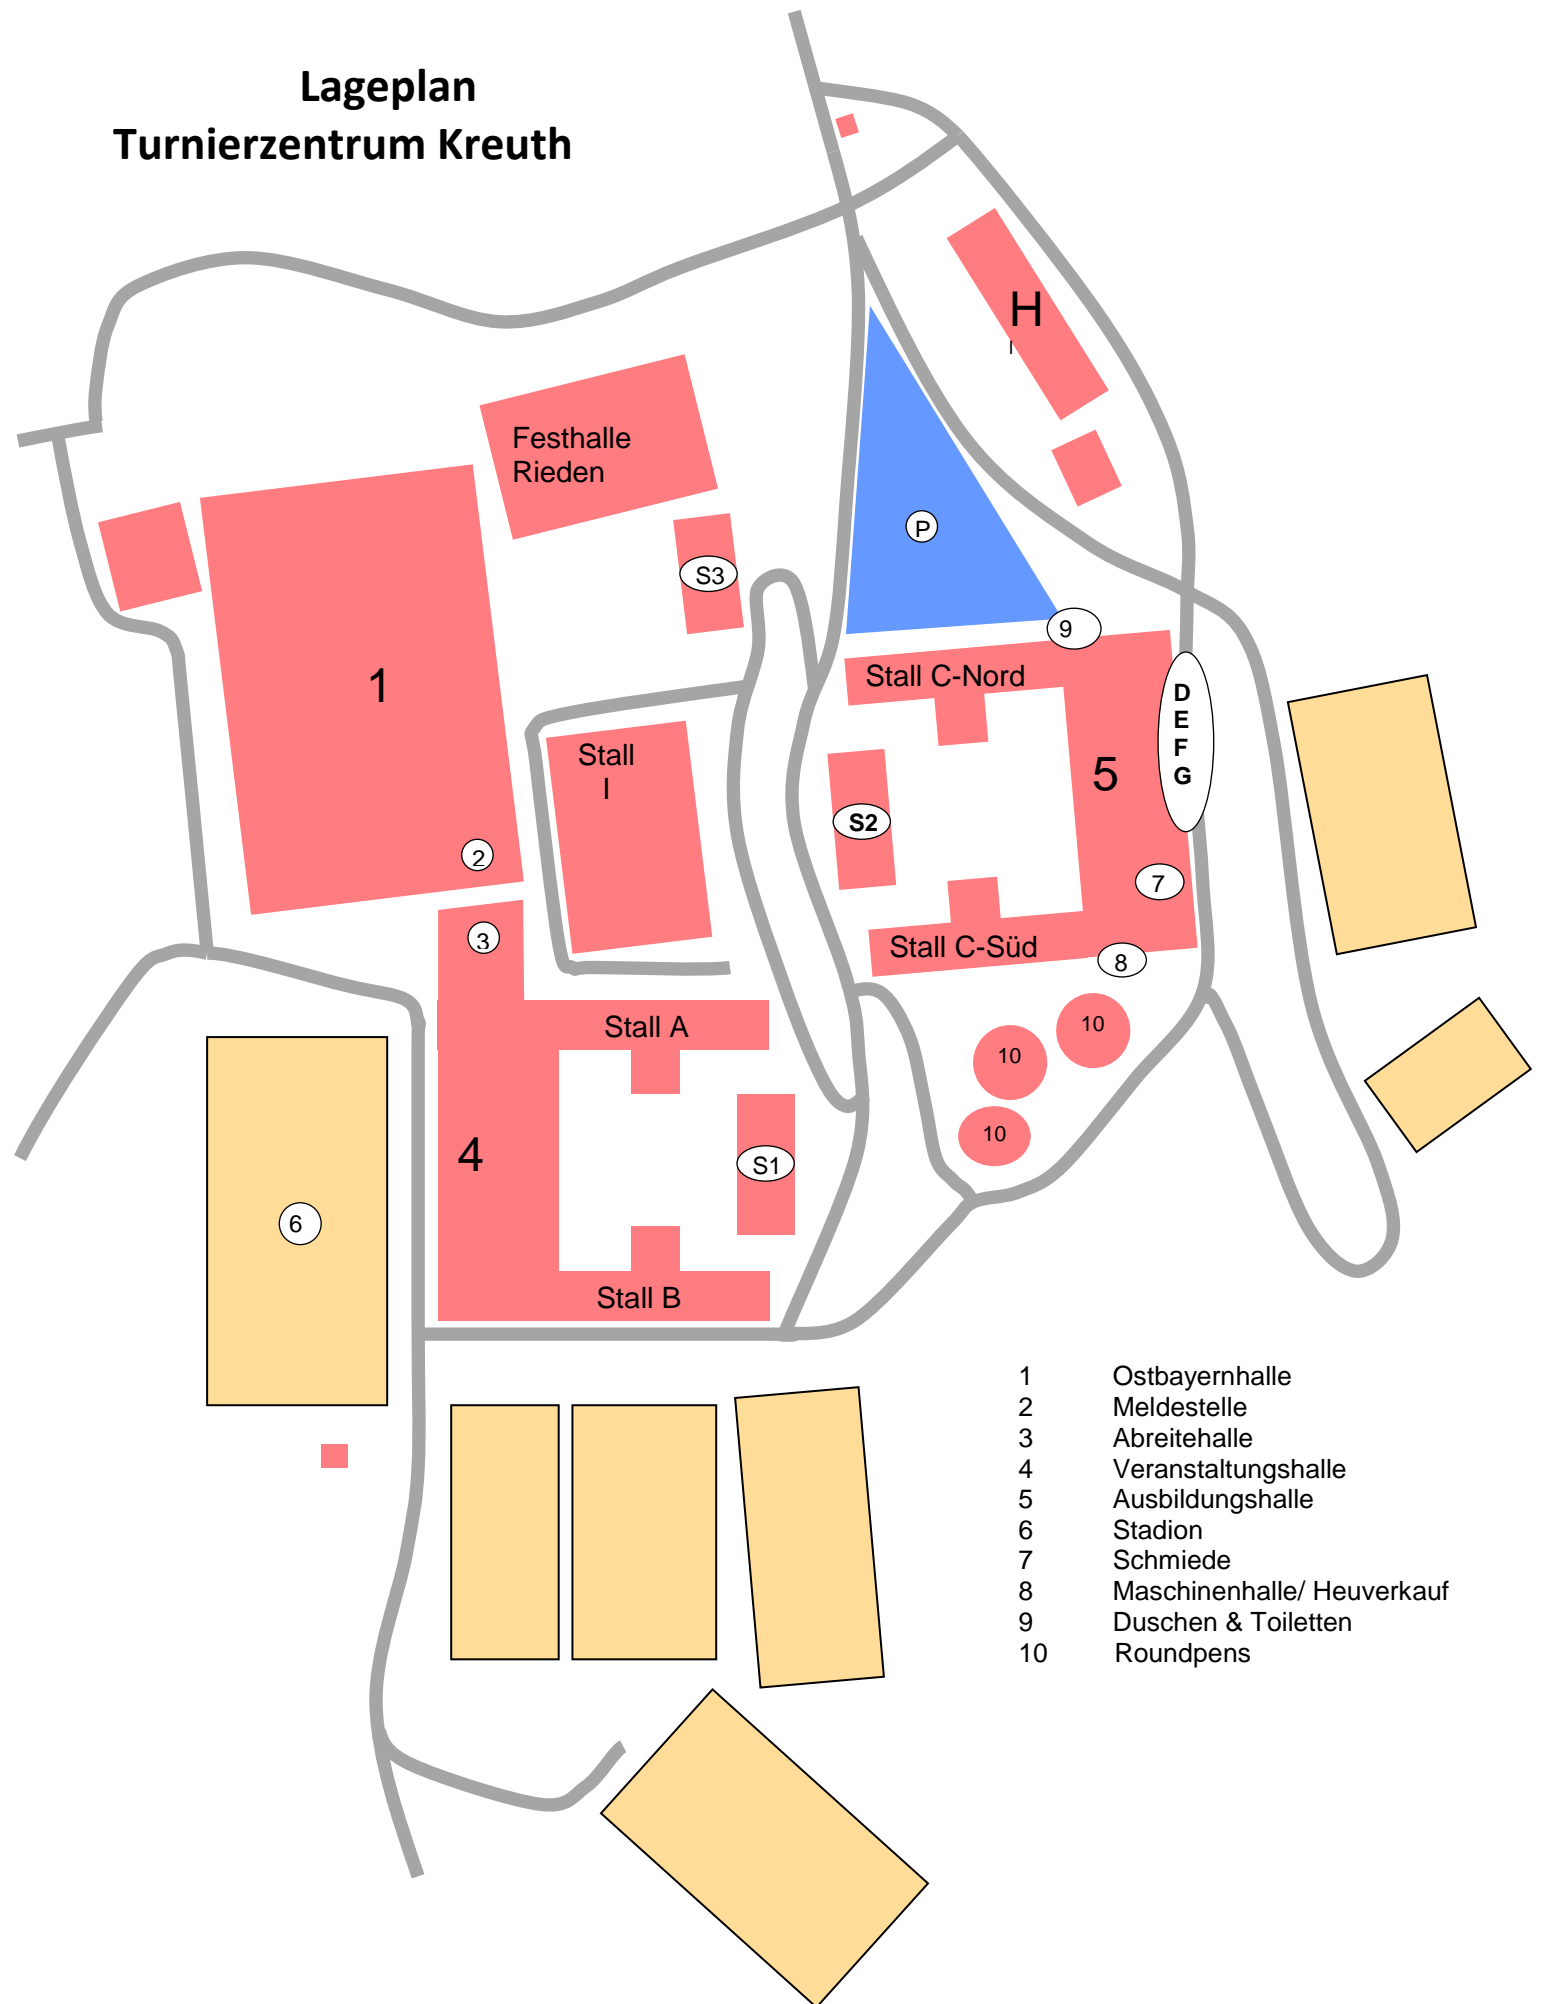 Lageplan
Turnierzentrum Kreuth
H
I
Festhalle
Rieden
P
S3
9
1
Stall C-Nord
D
E
F
G
Stall
I
5
S2
2
7
3
Stall C-Süd
8
Stall A
10
10
10
4
S1
6
Stall B
1 Ostbayernhalle
2 Meldestelle
3 Abreitehalle
4 Veranstaltungshalle
5 Ausbildungshalle
6 Stadion
7 Schmiede
8 Maschinenhalle/ Heuverkauf
9 Duschen & Toiletten
10 Roundpens